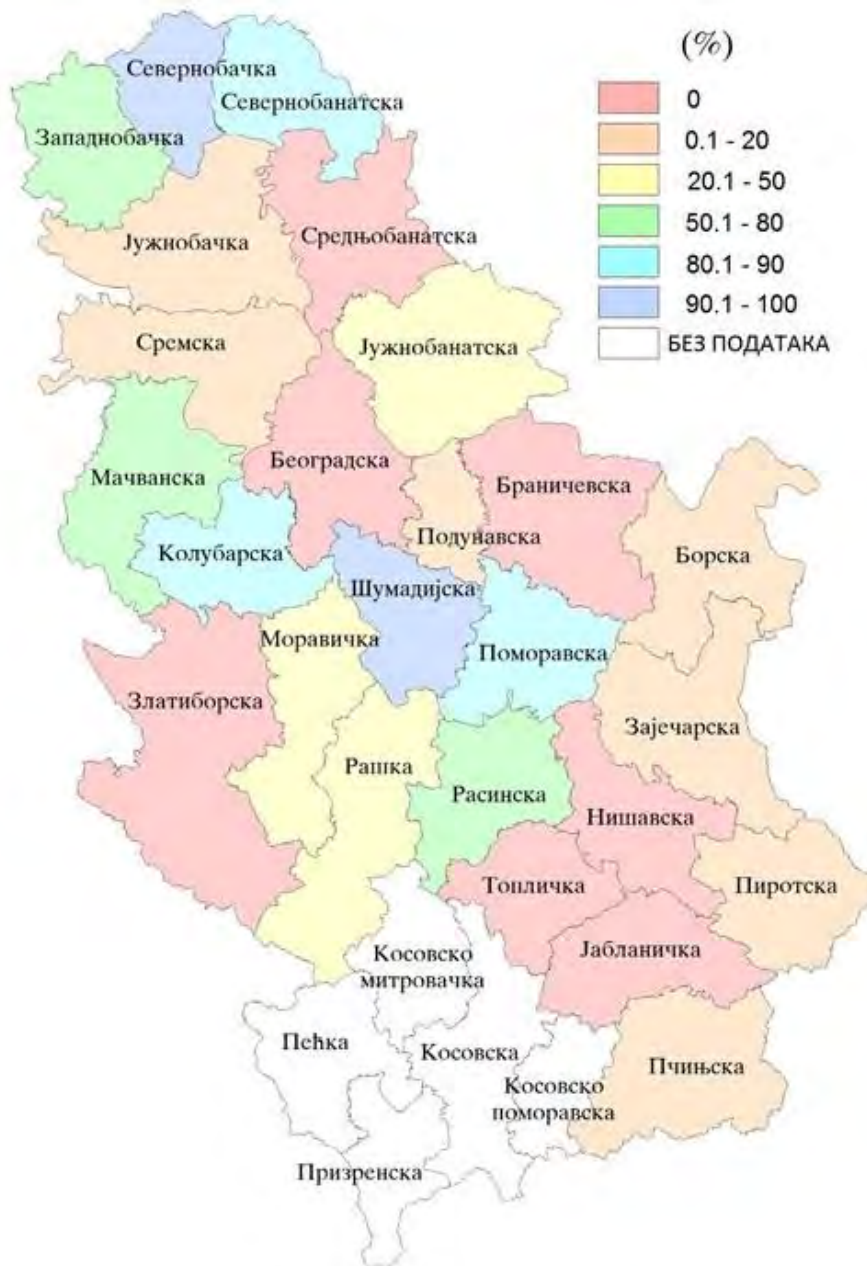 (%)
0
0.1 - 20
20.1 - 50
50.1 - 80
80.1 - 90
90.1 - 100
БЕЗ ПОДАТАКА
Севернобачка
Севернобанатска
Западнобачка
Јужнобачка
Средњобанатска
Сремска
Јужнобанатска
Мачванска
Београдска
Браничевска
Подунавска
Колубарска
Борска
Шумадијска
Моравичка
Поморавска
Златиборска
Зајечарска
Рашка
Расинска
Нишавска
Топличка
Пиротска
Јабланичка
Косовско
митровачка
Пећка
Косовска
Косовско
поморавска
Пчињска
Призренска